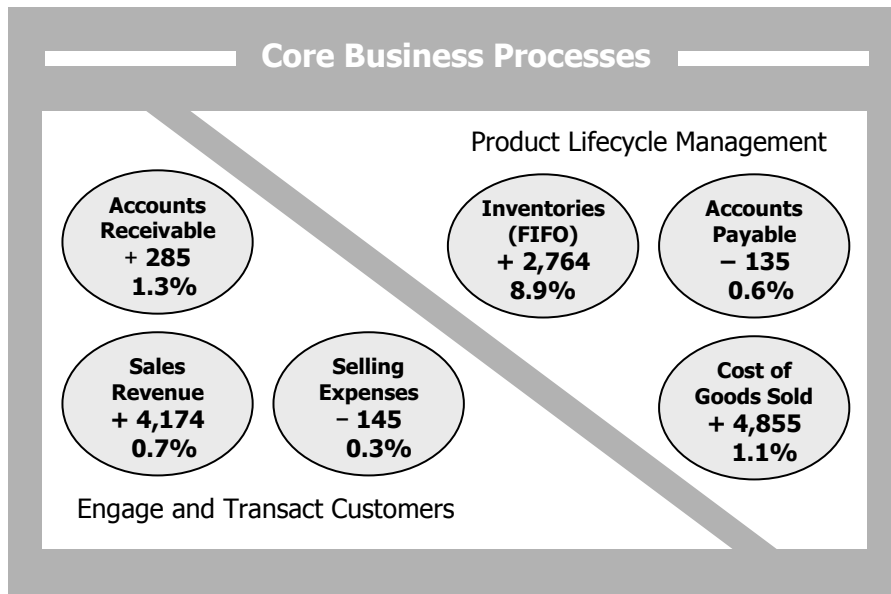 Core Business Processes
Product Lifecycle Management
Accounts
Receivable
+ 285
1.3%
Inventories
(FIFO)
+ 2,764
8.9%
Accounts
Payable
− 135
0.6%
Sales
Revenue
+ 4,174
0.7%
Selling
Expenses
− 145
0.3%
Cost of
Goods Sold
+ 4,855
1.1%
Engage and Transact Customers